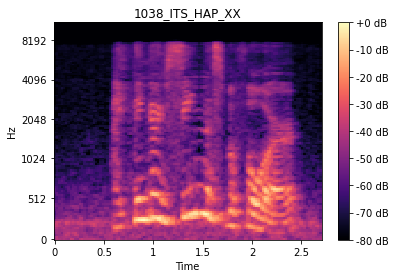 1038_ITS_HAP_XX
+0 dB
8192
-10 dB
4096
-20 dB
-30 dB
2048
-40 dB
Hz
1024
-50 dB
512
-60 dB
-70 dB
0
-80 dB
0 0.5 1 1.5 2 2.5
Time